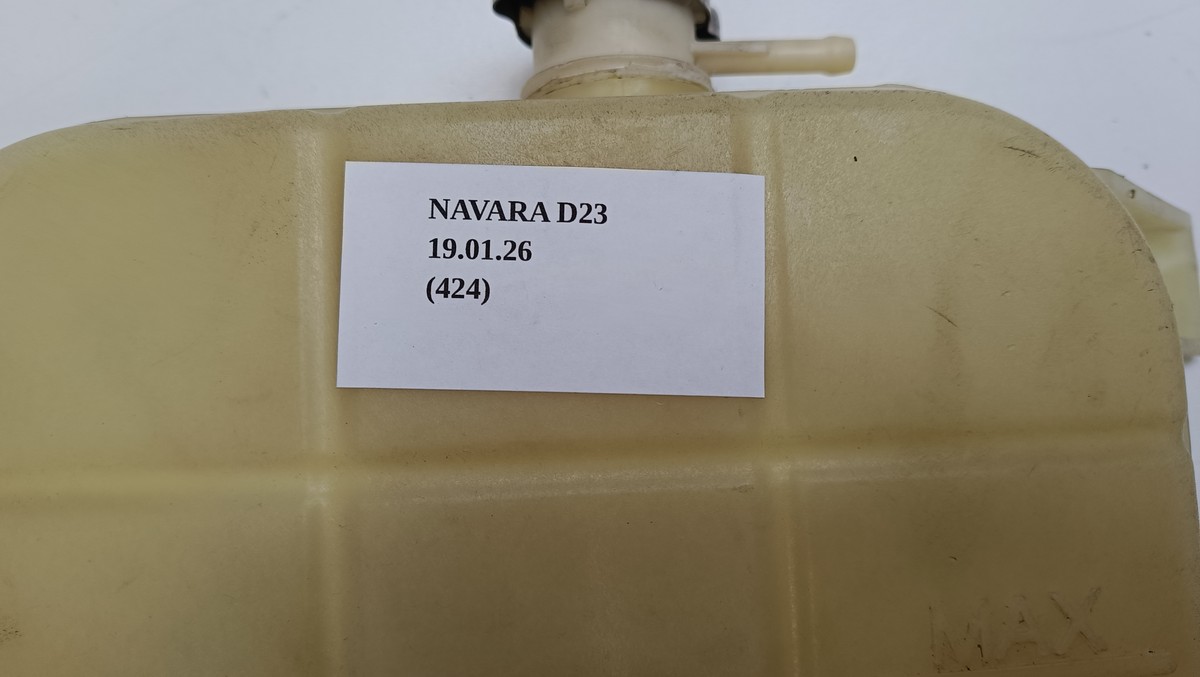 NAVARA D23
19.01.26
(424)
MAX